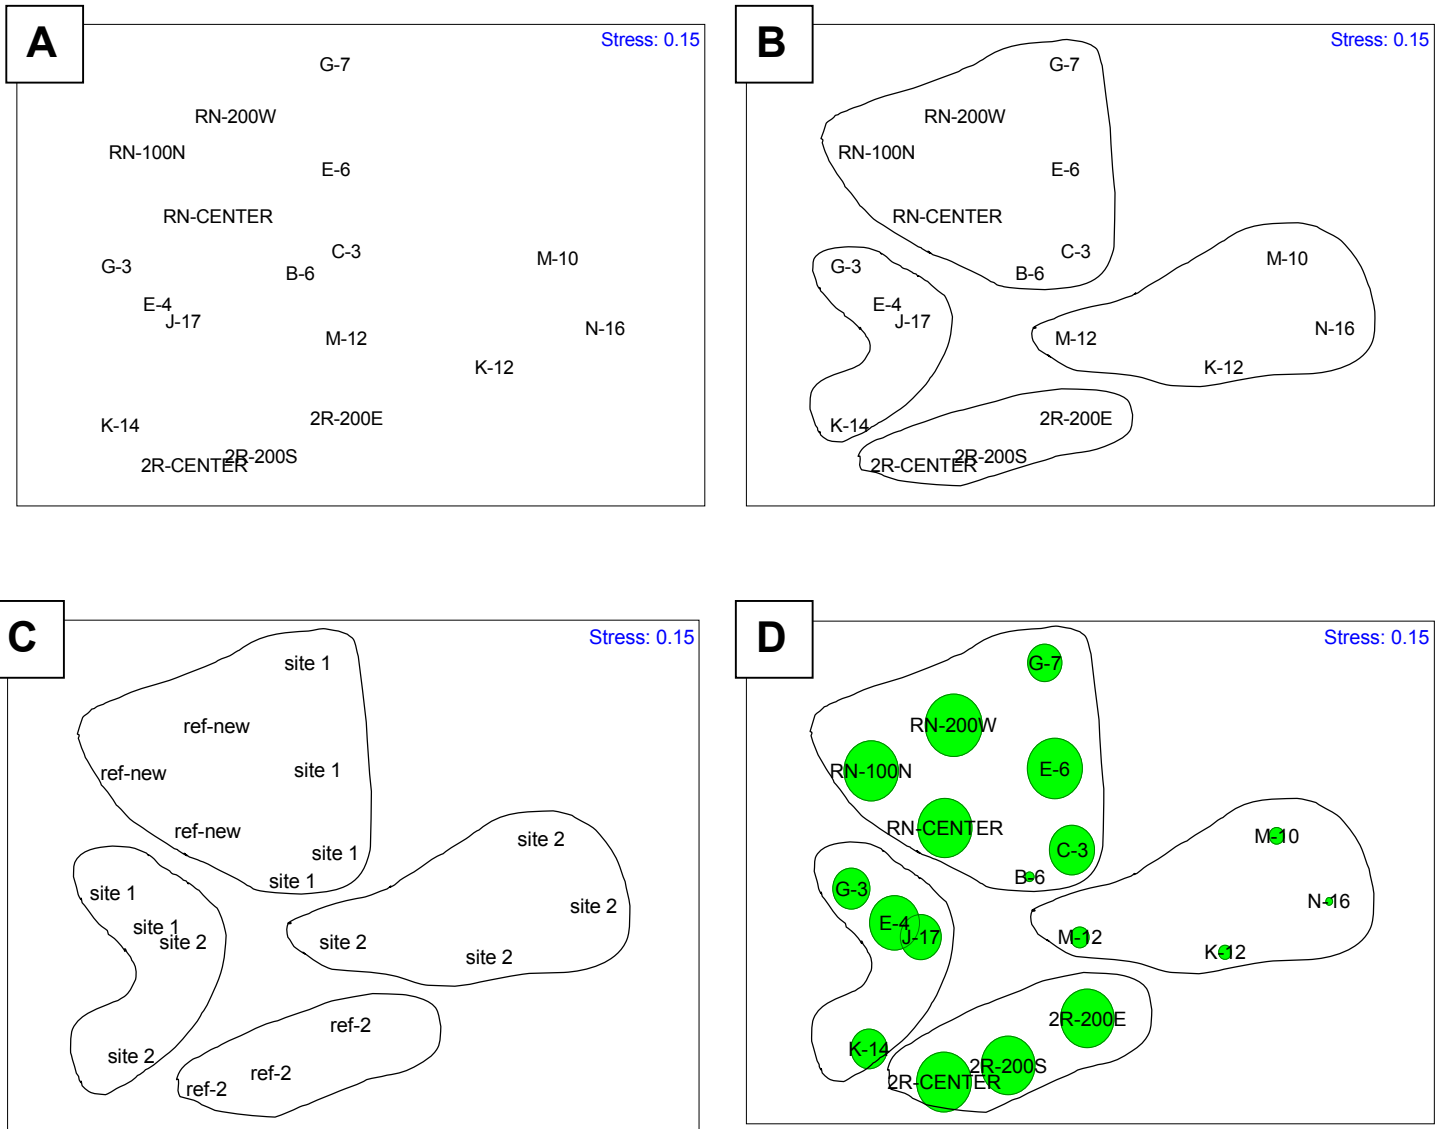 A
Stress: 0.15
G-7
RN-200W
RN-100N
E-6
RN-CENTER
C-3
M-10
G-3
B-6
E-4
J-17
N-16
M-12
K-12
2R-200E
K-14
2R-200S
2R-CENTER
B
Stress: 0.15
G-7
RN-200W
RN-100N
E-6
RN-CENTER
C-3
M-10
G-3
B-6
E-4
J-17
N-16
M-12
K-12
2R-200E
K-14
2R-200S
2R-CENTER
C
Stress: 0.15
site 1
ref-new
ref-new
site 1
ref-new
site 2
site 1
site 1
site 1
site 2
site 1
site 2
site 2
site 2
ref-2
site 2
ref-2
ref-2
D
Stress: 0.15
G-7
RN-200W
RN-100N
E-6
RN-CENTER
M-10
C-3
B-6
G-3
N-16
E-4
J-17
M-12
K-12
2R-200E
K-14
2R-200S
2R-CENTER